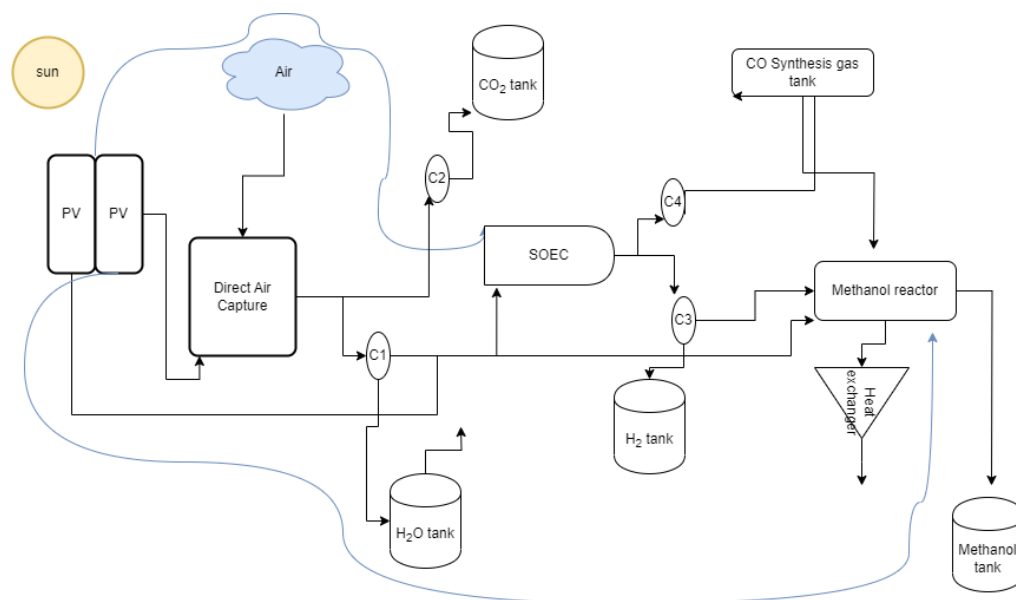 sun
Air
CO₂ tank
CO Synthesis gas
tank
PV
PV
C2
C4
SOEC
Direct Air
Capture
Methanol reactor
C3
C1
Heat
exchanger
H₂ tank
H₂O tank
Methanol
tank